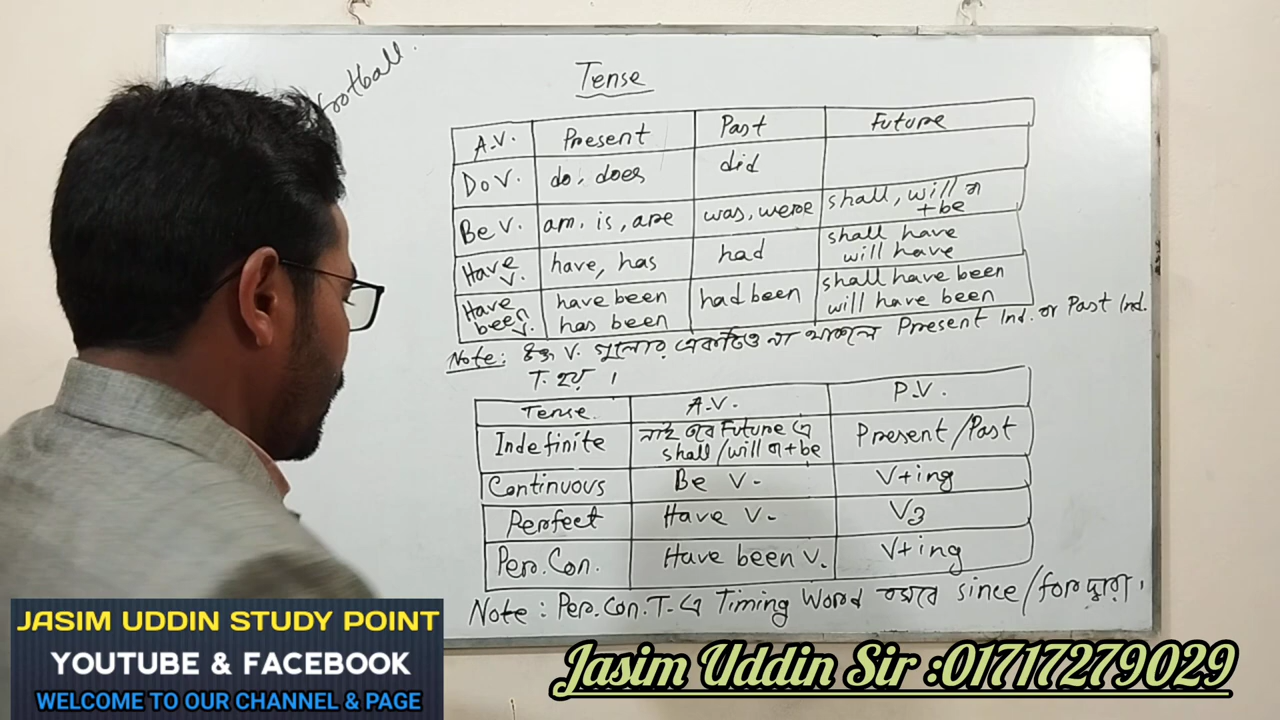 football.
Tense
A.V. Present Past Future
Do V. do, does did
Be V. am, is, are was, were shall, will +be
Have V. have, has had shall have
will have
Have been V. have been had been shall have been
has been will have been
Note: উক্ত V. গুলোর একটিও না থাকলে Present Ind. or Past Ind.
T. হয় ।
Tense A.V. P.V.
Indefinite নাই তবে Future এ Present/Past
shall/will +be
Continuous Be V. V+ing
Perfect Have V. V3
Per. Con. Have been V. V+ing
Note: Per. Con. T-এ Timing Word বসবে since/for দ্বারা ।
JASIM UDDIN STUDY POINT
YOUTUBE & FACEBOOK
WELCOME TO OUR CHANNEL & PAGE
Jasim Uddin Sir :01717279029